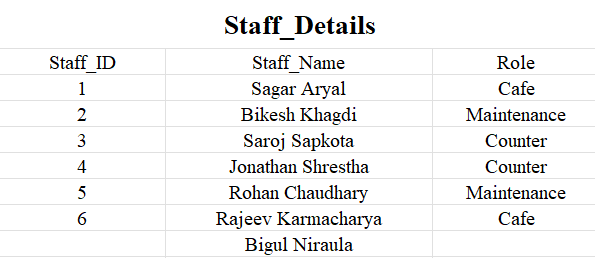 Staff_Details
Staff_ID Staff_Name Role
1 Sagar Aryal Cafe
2 Bikesh Khagdi Maintenance
3 Saroj Sapkota Counter
4 Jonathan Shrestha Counter
5 Rohan Chaudhary Maintenance
6 Rajeev Karmacharya Cafe
Bigul Niraula